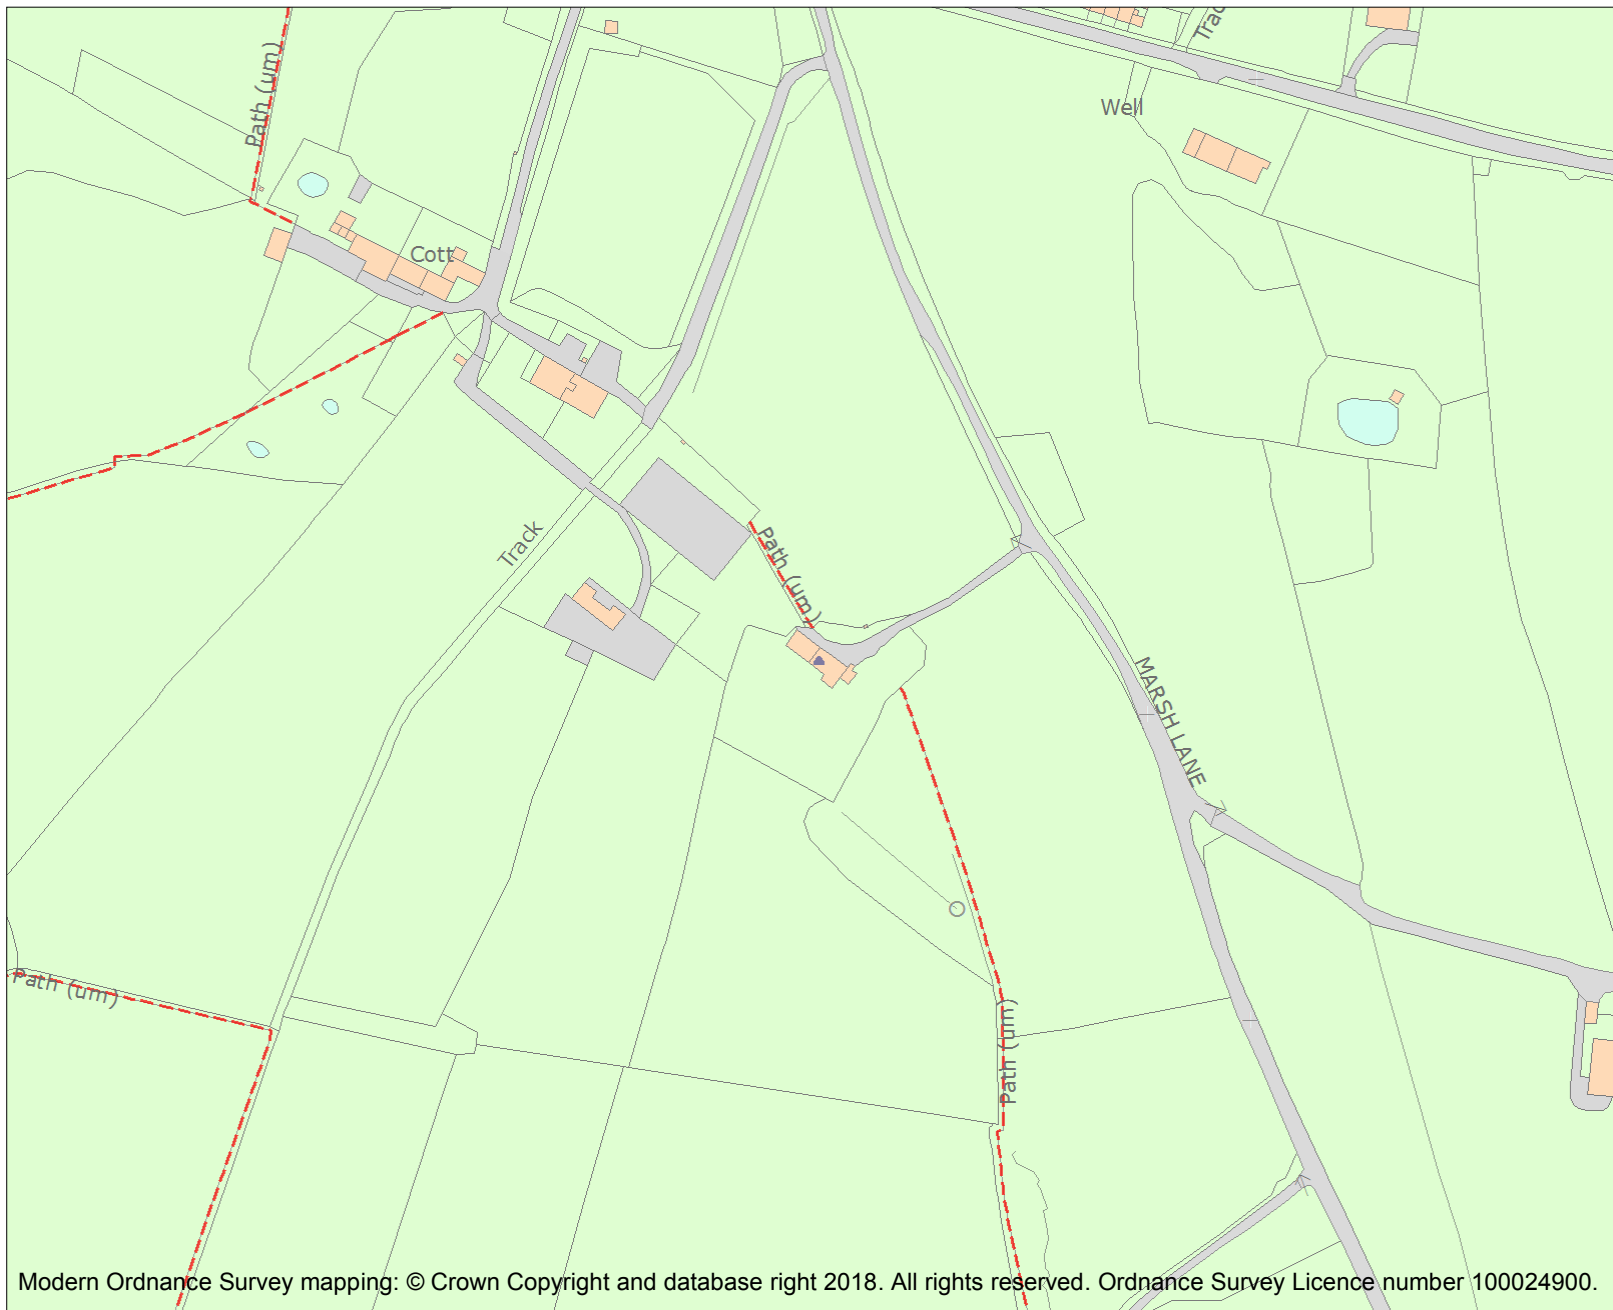 Path (um)
Trac
Well
Cott
Track
Path (um)
MARSH LANE
Path (um)
Path (um)
Modern Ordnance Survey mapping: © Crown Copyright and database right 2018. All rights reserved. Ordnance Survey Licence number 100024900.